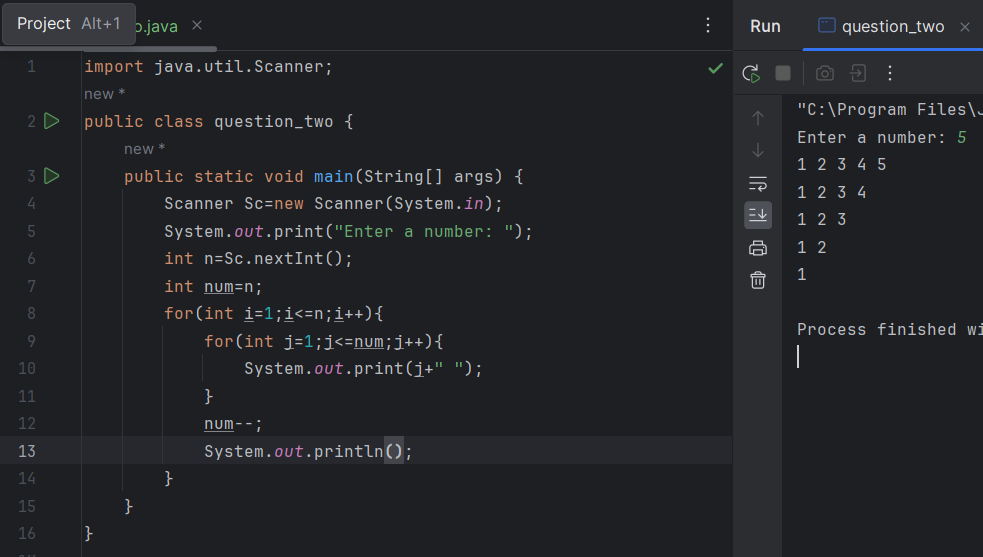 Project Alt+1
o.java
Run question_two
1 import java.util.Scanner;
new *
2 public class question_two {
new *
3 public static void main(String[] args) {
4 Scanner Sc=new Scanner(System.in);
5 System.out.print("Enter a number: ");
6 int n=Sc.nextInt();
7 int num=n;
8 for(int i=1;i<=n;i++){
9 for(int j=1;j<=num;j++){
10 System.out.print(j+" ");
11 }
12 num--;
13 System.out.println();
14 }
15 }
16 }
"C:\Program Files\
Enter a number: 5
1 2 3 4 5
1 2 3 4
1 2 3
1 2
1
Process finished wi